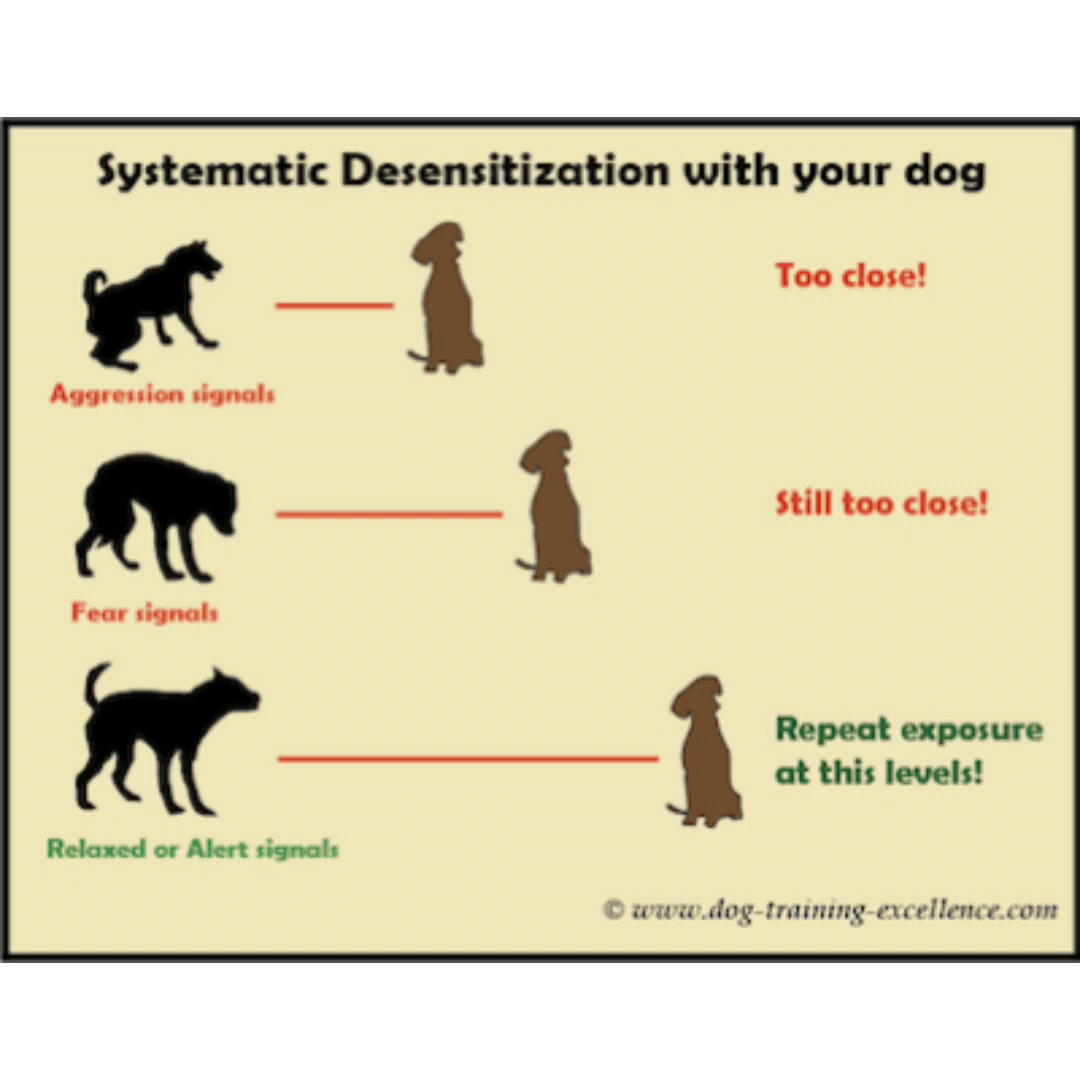 Systematic Desensitization with your dog
Too close!
Aggression signals
Still too close!
Fear signals
Repeat exposure
at this levels!
Relaxed or Alert signals
© www.dog-training-excellence.com